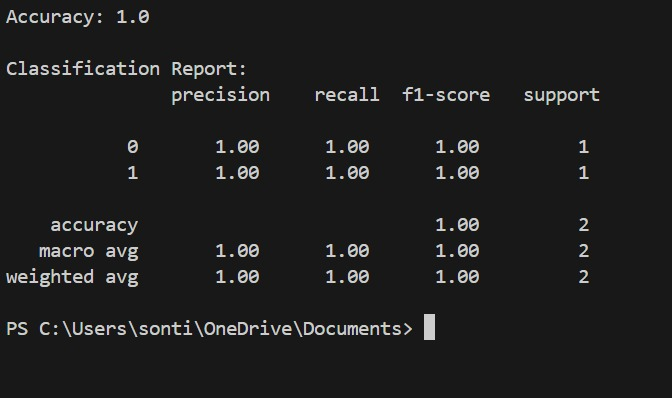 Accuracy: 1.0
Classification Report:
precision recall f1-score support
0 1.00 1.00 1.00 1
1 1.00 1.00 1.00 1
accuracy 1.00 2
macro avg 1.00 1.00 1.00 2
weighted avg 1.00 1.00 1.00 2
PS C:\Users\sonti\OneDrive\Documents>